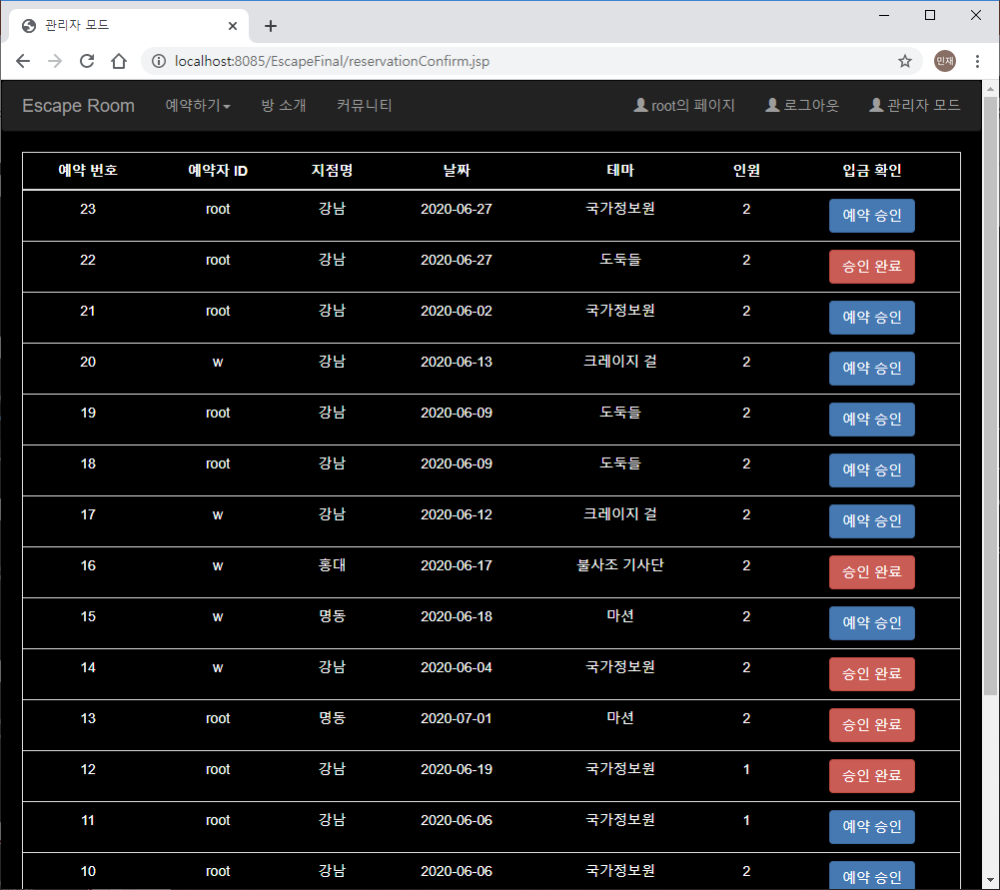 관리자 모드
localhost:8085/EscapeFinal/reservationConfirm.jsp
민재
Escape Room 예약하기 방 소개 커뮤니티 root의 페이지 로그아웃 관리자 모드
예약 번호 예약자 ID 지점명 날짜 테마 인원 입금 확인
23 root 강남 2020-06-27 국가정보원 2 예약 승인
22 root 강남 2020-06-27 도둑들 2 승인 완료
21 root 강남 2020-06-02 국가정보원 2 예약 승인
20 w 강남 2020-06-13 크레이지 걸 2 예약 승인
19 root 강남 2020-06-09 도둑들 2 예약 승인
18 root 강남 2020-06-09 도둑들 2 예약 승인
17 w 강남 2020-06-12 크레이지 걸 2 예약 승인
16 w 홍대 2020-06-17 불사조 기사단 2 승인 완료
15 w 명동 2020-06-18 마션 2 예약 승인
14 w 강남 2020-06-04 국가정보원 2 승인 완료
13 root 명동 2020-07-01 마션 2 승인 완료
12 root 강남 2020-06-19 국가정보원 1 승인 완료
11 root 강남 2020-06-06 국가정보원 1 예약 승인
10 root 강남 2020-06-06 국가정보원 2 예약 승인